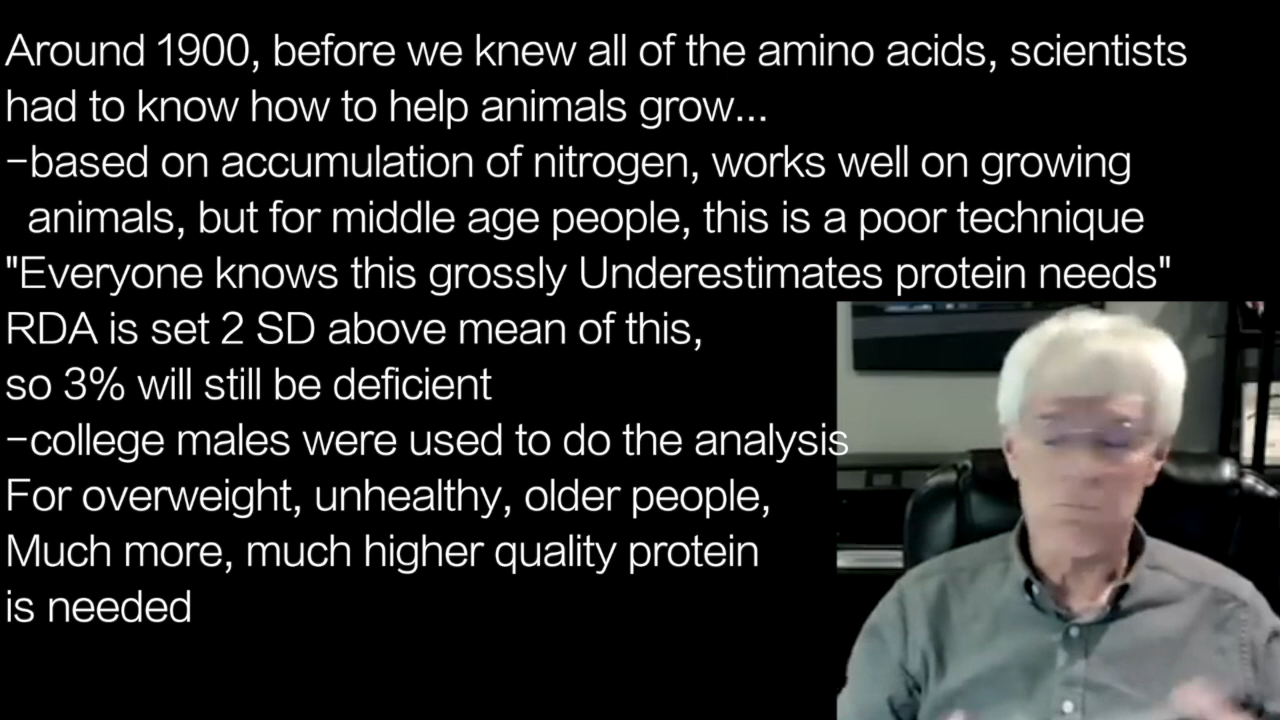 Around 1900, before we knew all of the amino acids, scientists
had to know how to help animals grow...
-based on accumulation of nitrogen, works well on growing
animals, but for middle age people, this is a poor technique
"Everyone knows this grossly Underestimates protein needs"
RDA is set 2 SD above mean of this,
so 3% will still be deficient
-college males were used to do the analysis
For overweight, unhealthy, older people,
Much more, much higher quality protein
is needed